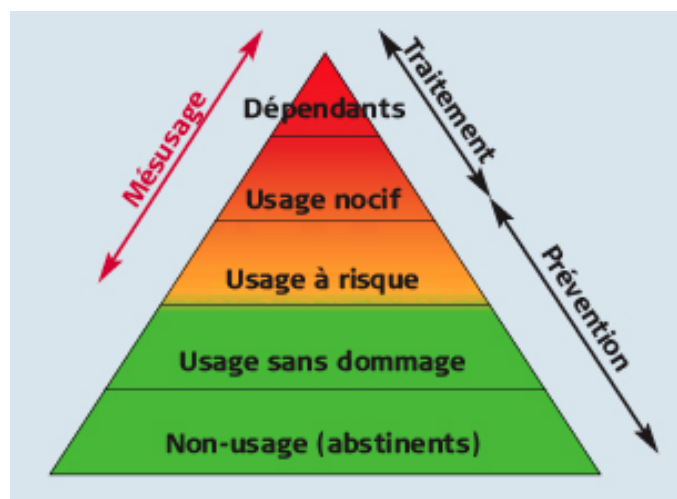 Mésusage
Traitement
Prévention
Dépendants
Usage nocif
Usage à risque
Usage sans dommage
Non-usage (abstinents)